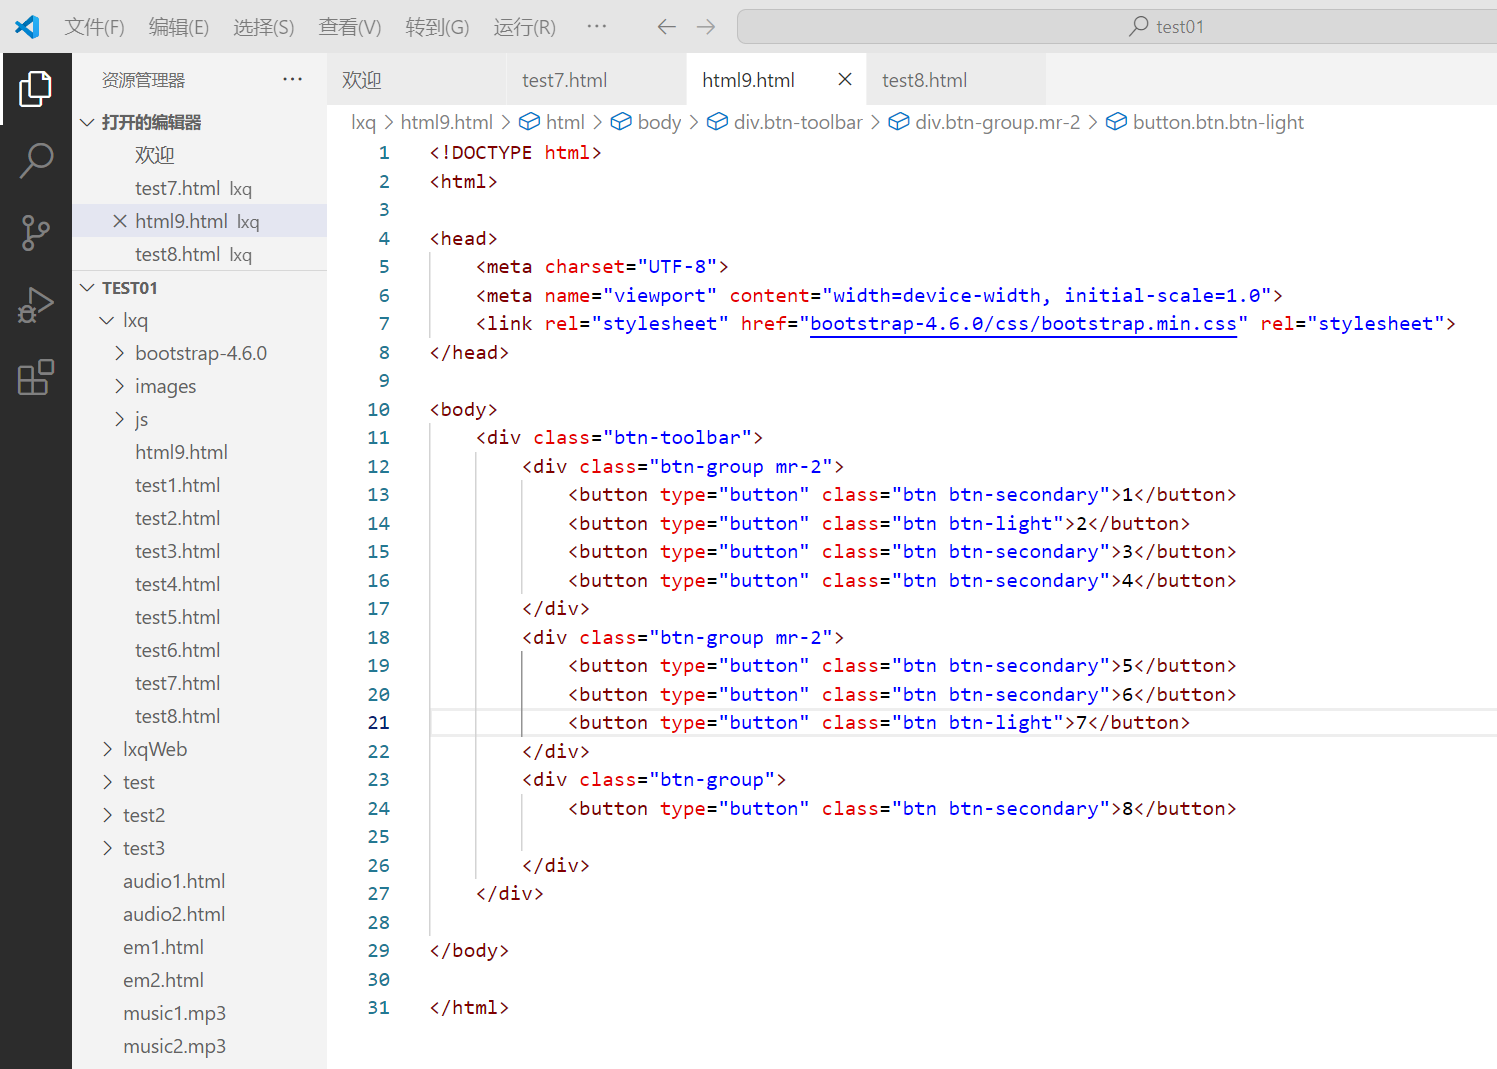 文件(F) 编辑(E) 选择(S) 查看(V) 转到(G) 运行(R) ··· test01
资源管理器 ···
欢迎 test7.html html9.html test8.html
打开的编辑器
欢迎
test7.html lxq
html9.html lxq
test8.html lxq
TEST01
lxq
bootstrap-4.6.0
images
js
html9.html
test1.html
test2.html
test3.html
test4.html
test5.html
test6.html
test7.html
test8.html
lxqWeb
test
test2
test3
audio1.html
audio2.html
em1.html
em2.html
music1.mp3
music2.mp3
lxq > html9.html > html > body > div.btn-toolbar > div.btn-group.mr-2 > button.btn.btn-light
1 <!DOCTYPE html>
2 <html>
3
4 <head>
5     <meta charset="UTF-8">
6     <meta name="viewport" content="width=device-width, initial-scale=1.0">
7     <link rel="stylesheet" href="bootstrap-4.6.0/css/bootstrap.min.css" rel="stylesheet">
8 </head>
9
10 <body>
11     <div class="btn-toolbar">
12         <div class="btn-group mr-2">
13             <button type="button" class="btn btn-secondary">1</button>
14             <button type="button" class="btn btn-light">2</button>
15             <button type="button" class="btn btn-secondary">3</button>
16             <button type="button" class="btn btn-secondary">4</button>
17         </div>
18         <div class="btn-group mr-2">
19             <button type="button" class="btn btn-secondary">5</button>
20             <button type="button" class="btn btn-secondary">6</button>
21             <button type="button" class="btn btn-light">7</button>
22         </div>
23         <div class="btn-group">
24             <button type="button" class="btn btn-secondary">8</button>
25
26         </div>
27     </div>
28
29 </body>
30
31 </html>